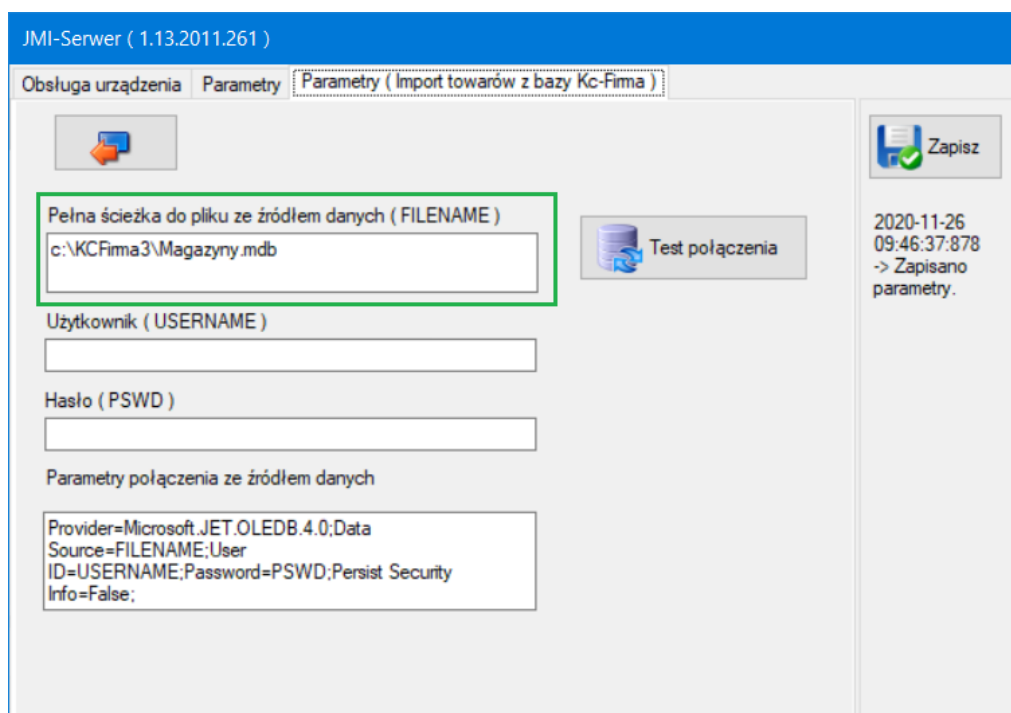 JMI-Serwer ( 1.13.2011.261 )
Obsługa urządzenia
Parametry
Parametry ( Import towarów z bazy Kc-Firma )
Zapisz
Pełna ścieżka do pliku ze źródłem danych ( FILENAME )
c:\KCFirma3\Magazyny.mdb
Test połączenia
2020-11-26
09:46:37:878
-> Zapisano
parametry.
Użytkownik ( USERNAME )
Hasło ( PSWD )
Parametry połączenia ze źródłem danych
Provider=Microsoft.JET.OLEDB.4.0;Data
Source=FILENAME;User
ID=USERNAME;Password=PSWD;Persist Security
Info=False;